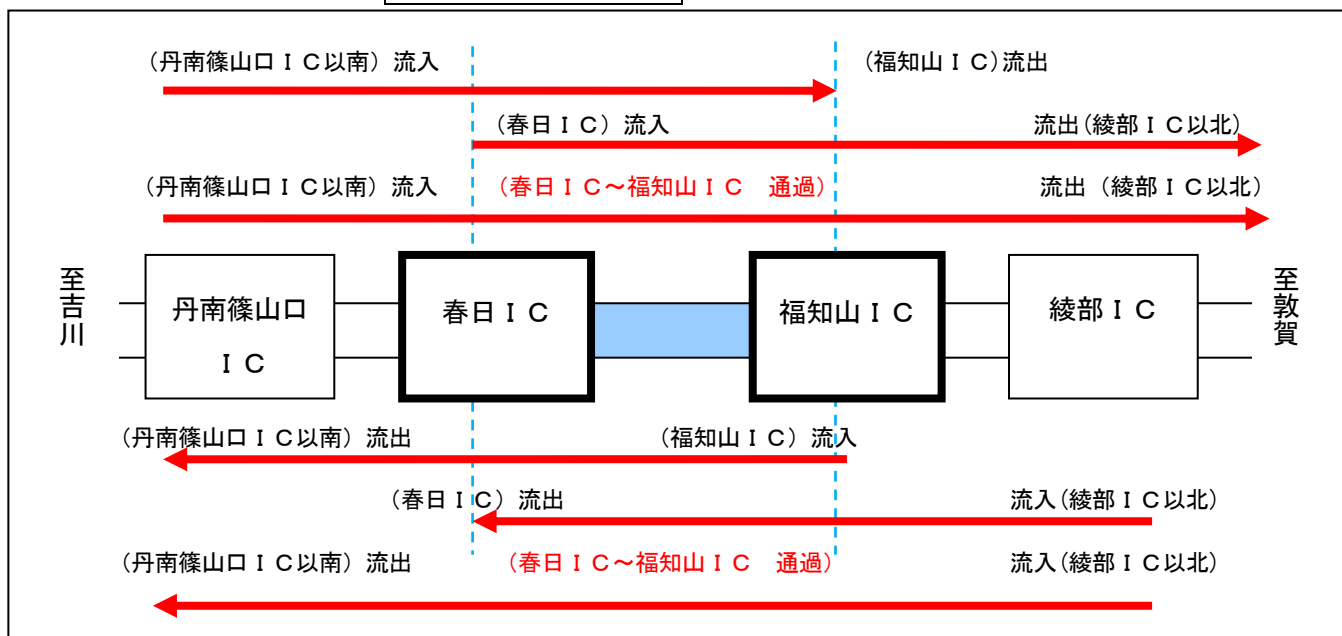 (丹南篠山口ＩＣ以南) 流入
(福知山ＩＣ)流出
(春日ＩＣ) 流入
流出(綾部ＩＣ以北)
(丹南篠山口ＩＣ以南) 流入
(春日ＩＣ～福知山ＩＣ　通過)
流出 (綾部ＩＣ以北)
至吉川
丹南篠山口
ＩＣ
春日ＩＣ
福知山ＩＣ
綾部ＩＣ
至敦賀
(丹南篠山口ＩＣ以南) 流出
(福知山ＩＣ) 流入
(春日ＩＣ) 流出
流入(綾部ＩＣ以北)
(丹南篠山口ＩＣ以南) 流出
(春日ＩＣ～福知山ＩＣ　通過)
流入(綾部ＩＣ以北)